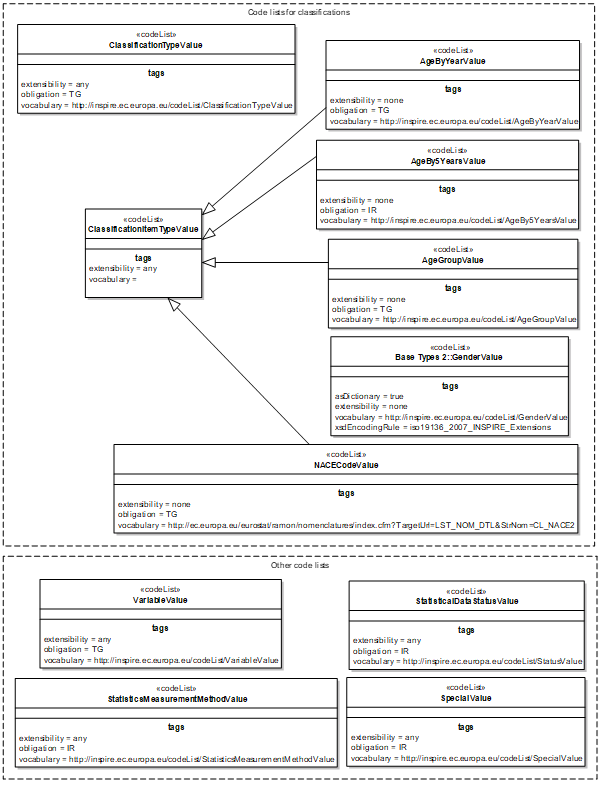 Code lists for classifications
«codeList»
ClassificationTypeValue
tags
extensibility = any
obligation = TG
vocabulary = http://inspire.ec.europa.eu/codeList/ClassificationTypeValue
«codeList»
AgeByYearValue
tags
extensibility = none
obligation = TG
vocabulary = http://inspire.ec.europa.eu/codeList/AgeByYearValue
«codeList»
AgeBy5YearsValue
tags
extensibility = none
obligation = IR
vocabulary = http://inspire.ec.europa.eu/codeList/AgeBy5YearsValue
«codeList»
ClassificationItemTypeValue
tags
extensibility = any
vocabulary =
«codeList»
AgeGroupValue
tags
extensibility = none
obligation = TG
vocabulary = http://inspire.ec.europa.eu/codeList/AgeGroupValue
«codeList»
Base Types 2::GenderValue
tags
asDictionary = true
extensibility = none
vocabulary = http://inspire.ec.europa.eu/codeList/GenderValue
xsdEncodingRule = iso19136_2007_INSPIRE_Extensions
«codeList»
NACECodeValue
tags
extensibility = none
obligation = TG
vocabulary = http://ec.europa.eu/eurostat/ramon/nomenclatures/index.cfm?TargetUrl=LST_NOM_DTL&StrNom=CL_NACE2
Other code lists
«codeList»
VariableValue
tags
extensibility = any
obligation = TG
vocabulary = http://inspire.ec.europa.eu/codeList/VariableValue
«codeList»
StatisticalDataStatusValue
tags
extensibility = any
obligation = IR
vocabulary = http://inspire.ec.europa.eu/codeList/StatusValue
«codeList»
StatisticsMeasurementMethodValue
tags
extensibility = any
obligation = IR
vocabulary = http://inspire.ec.europa.eu/codeList/StatisticsMeasurementMethodValue
«codeList»
SpecialValue
tags
extensibility = any
obligation = IR
vocabulary = http://inspire.ec.europa.eu/codeList/SpecialValue